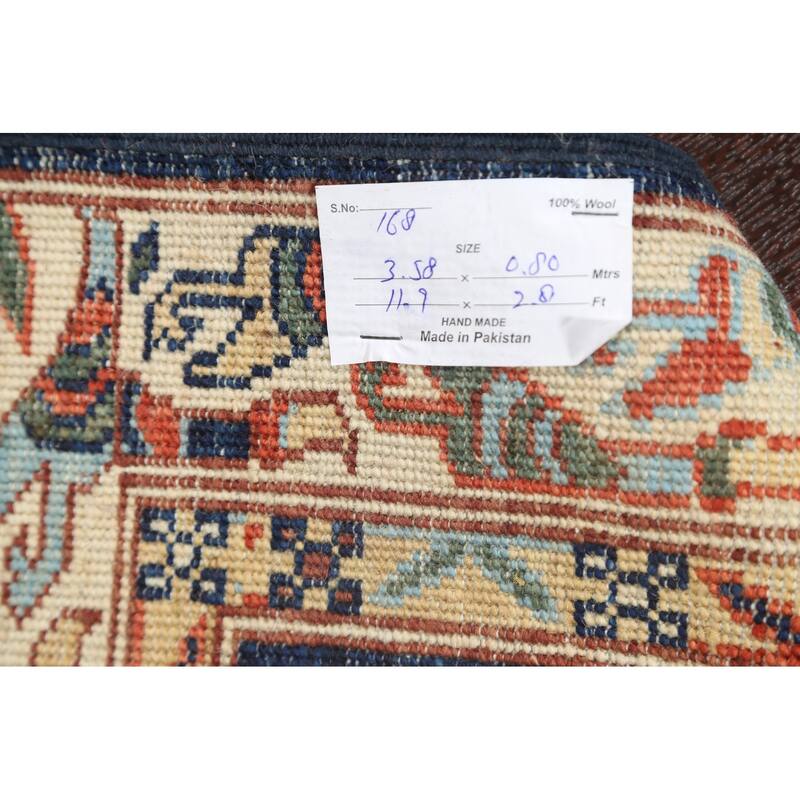 S.No: 168 100% Wool
SIZE
3.58 x 0.80 Mtrs
11.9 x 2.8 Ft
HAND MADE
Made in Pakistan